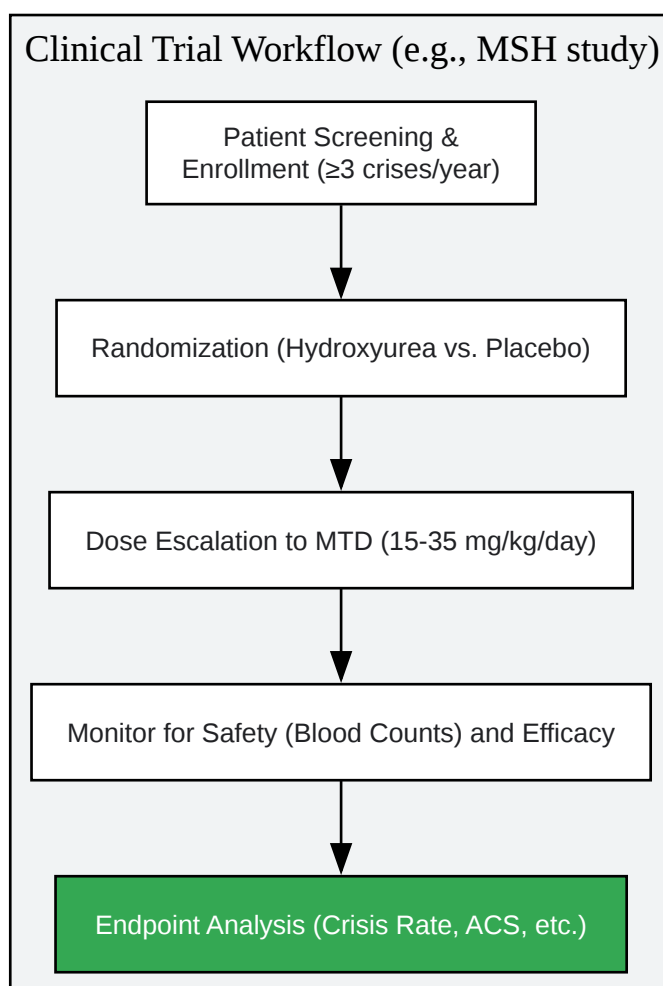 Clinical Trial Workflow (e.g., MSH study)
Patient Screening &
Enrollment (≥3 crises/year)
Randomization (Hydroxyurea vs. Placebo)
Dose Escalation to MTD (15-35 mg/kg/day)
Monitor for Safety (Blood Counts) and Efficacy
Endpoint Analysis (Crisis Rate, ACS, etc.)